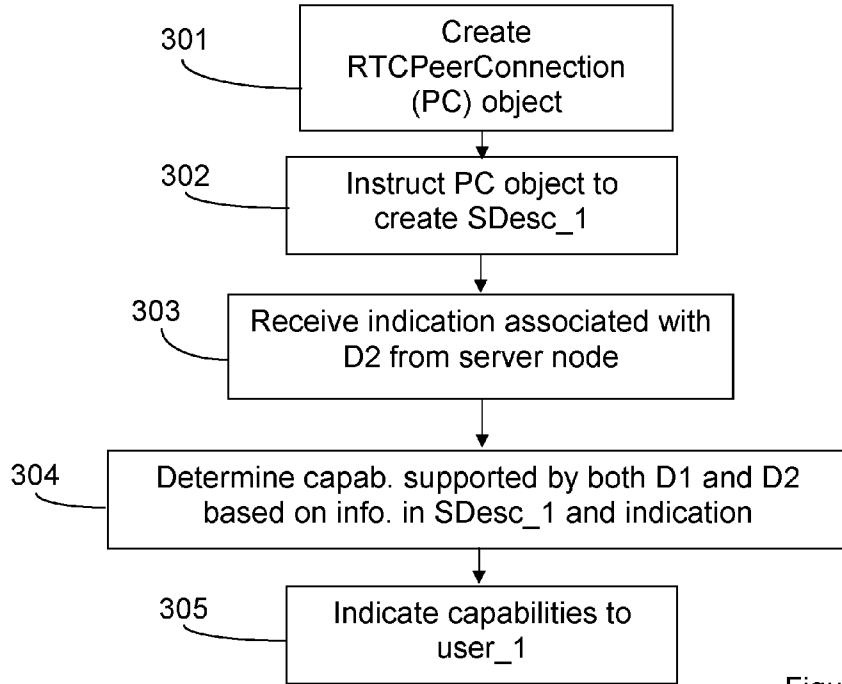 301
Create
RTCPeerConnection
(PC) object
302
Instruct PC object to
create SDesc_1
303
Receive indication associated with
D2 from server node
304
Determine capab. supported by both D1 and D2
based on info. in SDesc_1 and indication
305
Indicate capabilities to
user_1